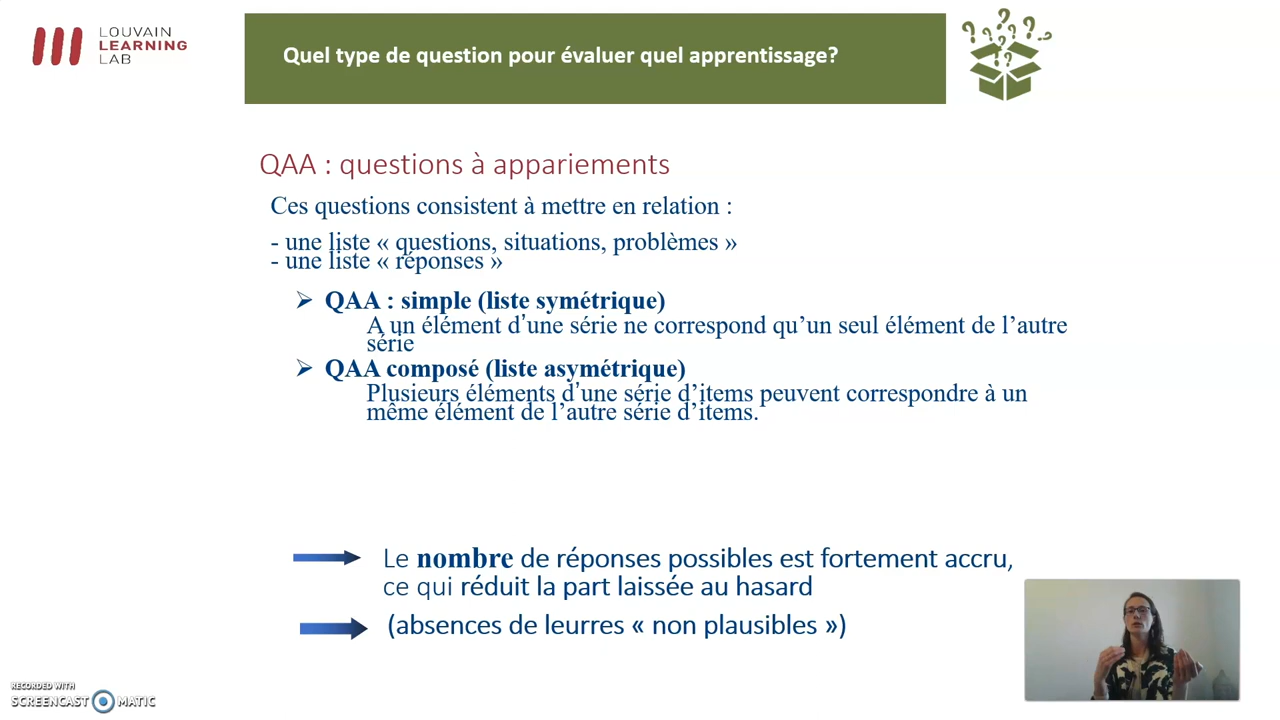 LOUVAIN
LEARNING
LAB
Quel type de question pour évaluer quel apprentissage?
QAA : questions à appariements
Ces questions consistent à mettre en relation :
- une liste « questions, situations, problèmes »
- une liste « réponses »
QAA : simple (liste symétrique)
A un élément d’une série ne correspond qu’un seul élément de l’autre
série
QAA composé (liste asymétrique)
Plusieurs éléments d’une série d’items peuvent correspondre à un
même élément de l’autre série d’items.
Le nombre de réponses possibles est fortement accru,
ce qui réduit la part laissée au hasard
(absences de leurres « non plausibles »)
RECORDED WITH
SCREENCAST MATIC